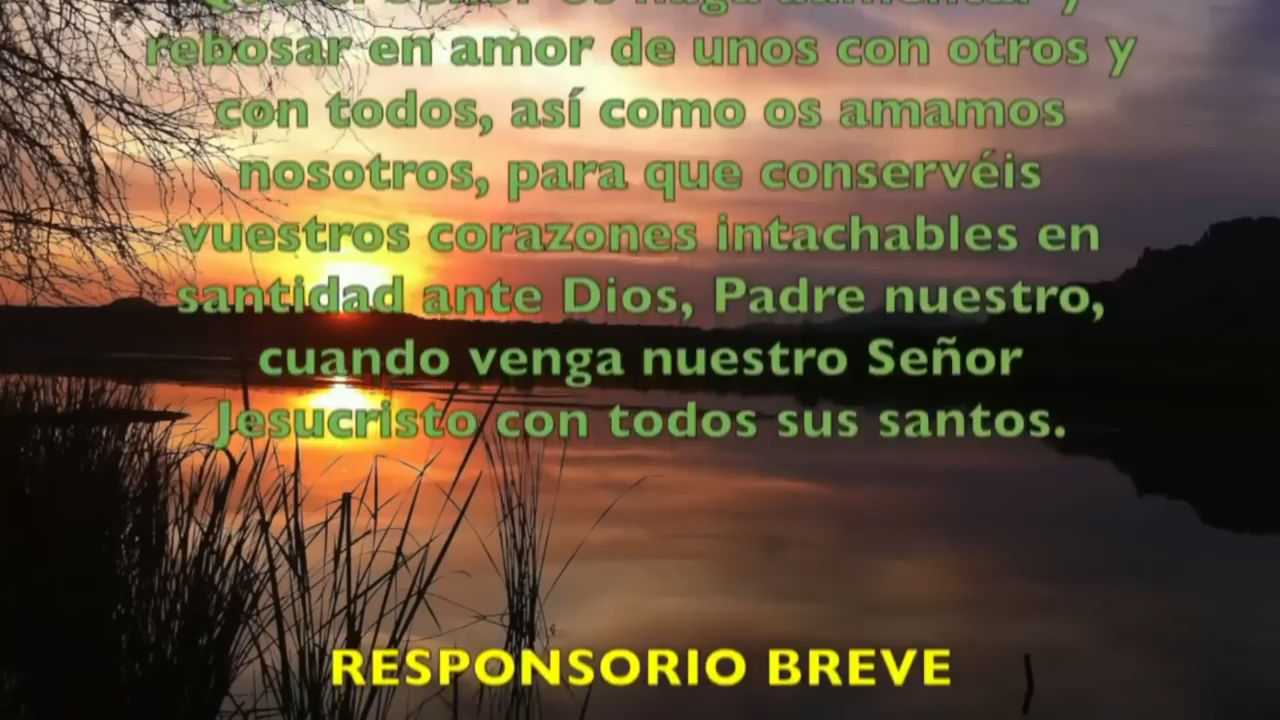 rebosar en amor de unos con otros y
con todos, así como os amamos
nosotros, para que conservéis
vuestros corazones intachables en
santidad ante Dios, Padre nuestro,
cuando venga nuestro Señor
Jesucristo con todos sus santos.
RESPONSORIO BREVE